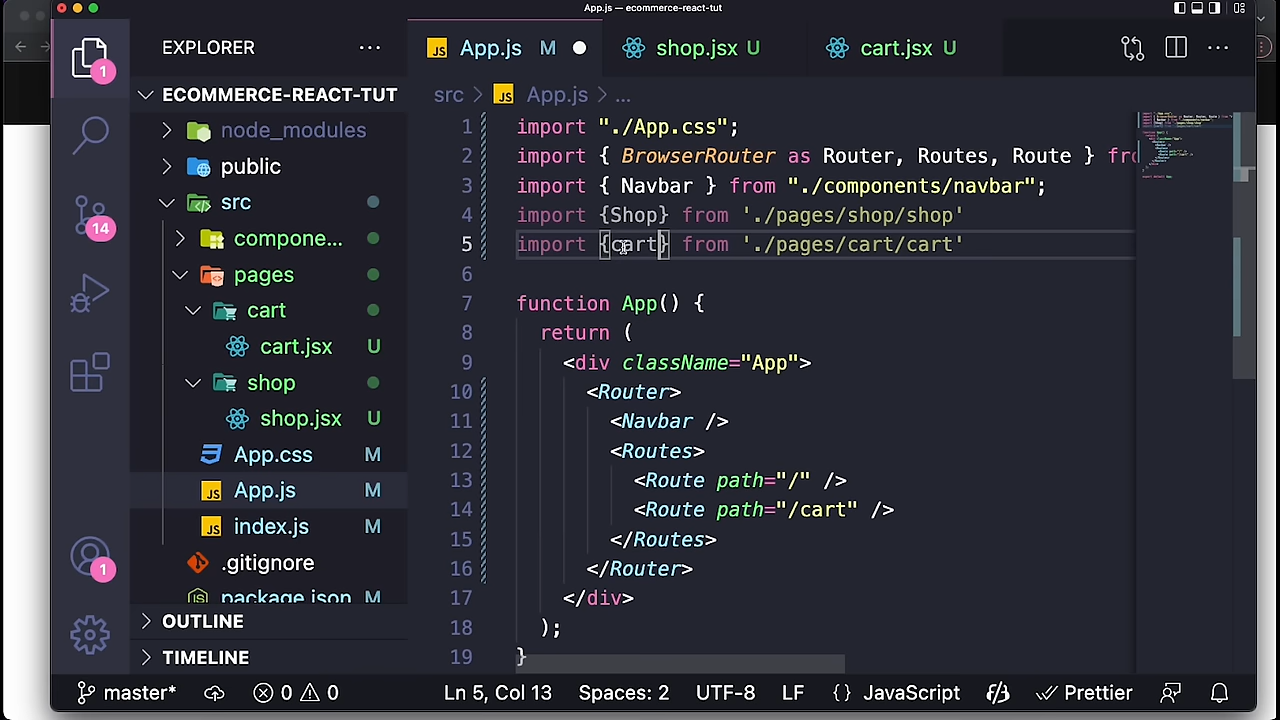 App.js — ecommerce-react-tut
EXPLORER
App.js M
shop.jsx U
cart.jsx U
ECOMMERCE-REACT-TUT
node_modules
public
src
compone...
pages
cart
cart.jsx U
shop
shop.jsx U
App.css M
App.js M
index.js M
.gitignore
package.json M
OUTLINE
TIMELINE
1
14
1
src > App.js > ...
1 import "./App.css";
2 import { BrowserRouter as Router, Routes, Route } fro
3 import { Navbar } from "./components/navbar";
4 import {Shop} from './pages/shop/shop'
5 import {cart} from './pages/cart/cart'
6
7 function App() {
8 return (
9 <div className="App">
10 <Router>
11 <Navbar />
12 <Routes>
13 <Route path="/" />
14 <Route path="/cart" />
15 </Routes>
16 </Router>
17 </div>
18 );
19 }
master* 0 0 Ln 5, Col 13 Spaces: 2 UTF-8 LF {} JavaScript Prettier